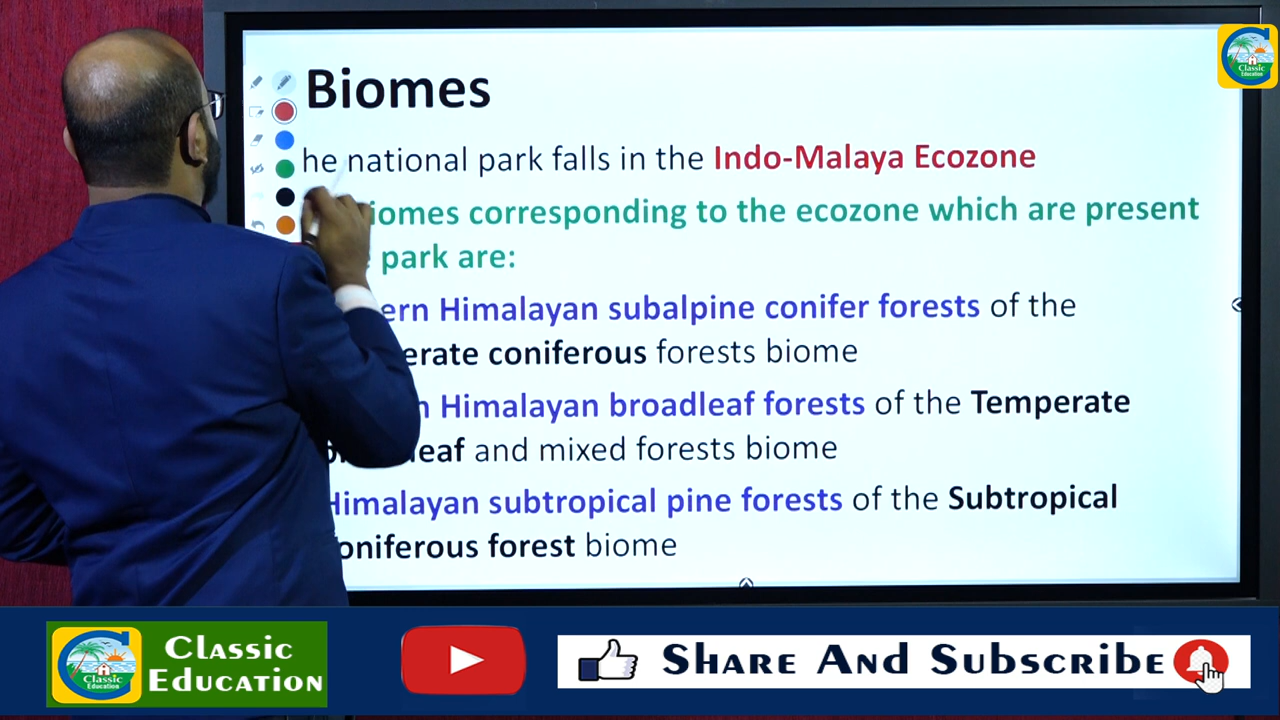 Biomes
he national park falls in the Indo-Malaya Ecozone
iomes corresponding to the ecozone which are present
park are:
ern Himalayan subalpine conifer forests of the
erate coniferous forests biome
n Himalayan broadleaf forests of the Temperate
leaf and mixed forests biome
Himalayan subtropical pine forests of the Subtropical
oniferous forest biome
Classic
Education
Classic
Education
Classic
Education
Share And Subscribe